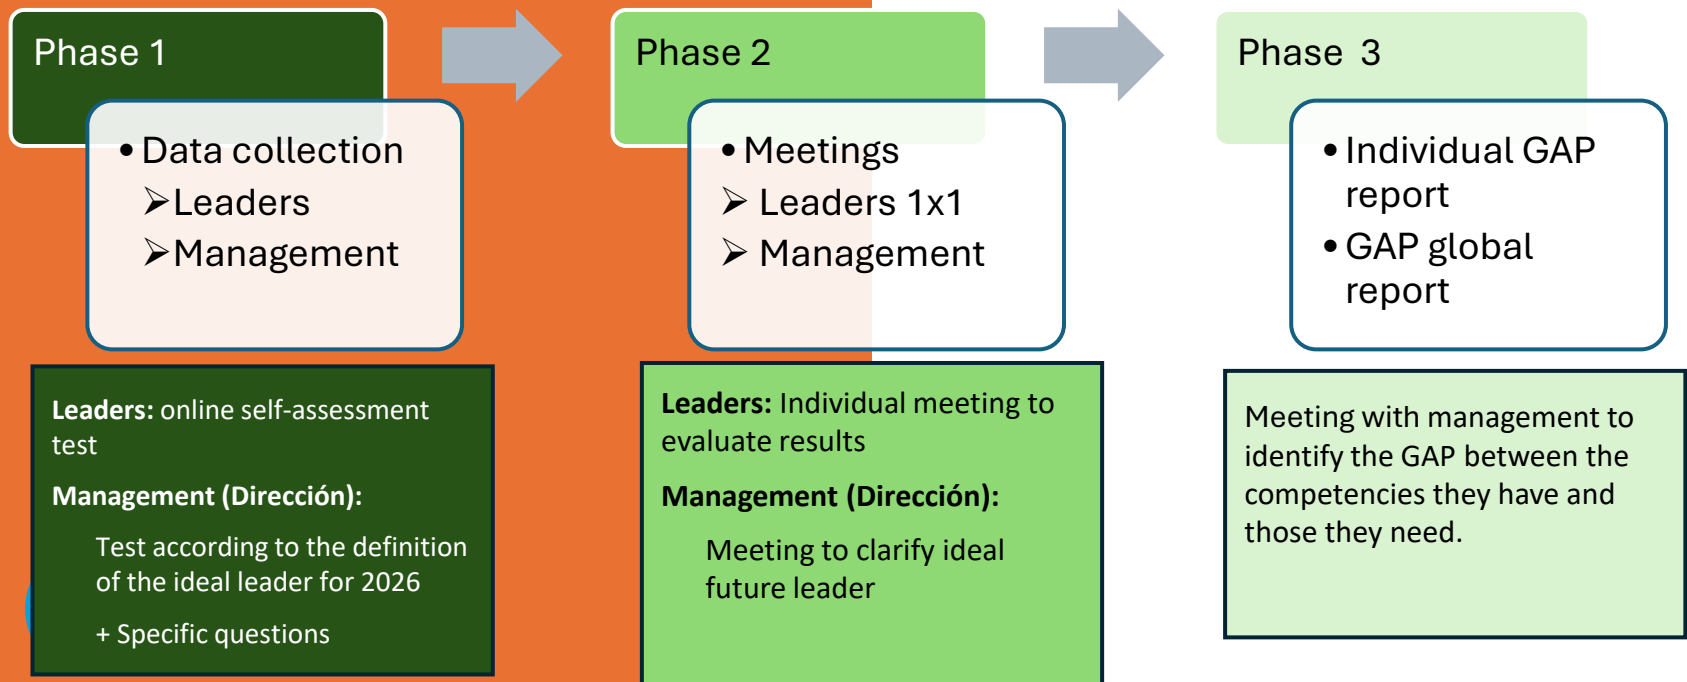 Phase 1
• Data collection
➢Leaders
➢Management
Leaders: online self-assessment
test
Management (Dirección):
Test according to the definition
of the ideal leader for 2026
+ Specific questions
Phase 2
• Meetings
➢ Leaders 1x1
➢ Management
Leaders: Individual meeting to
evaluate results
Management (Dirección):
Meeting to clarify ideal
future leader
Phase 3
• Individual GAP
report
• GAP global
report
Meeting with management to
identify the GAP between the
competencies they have and
those they need.